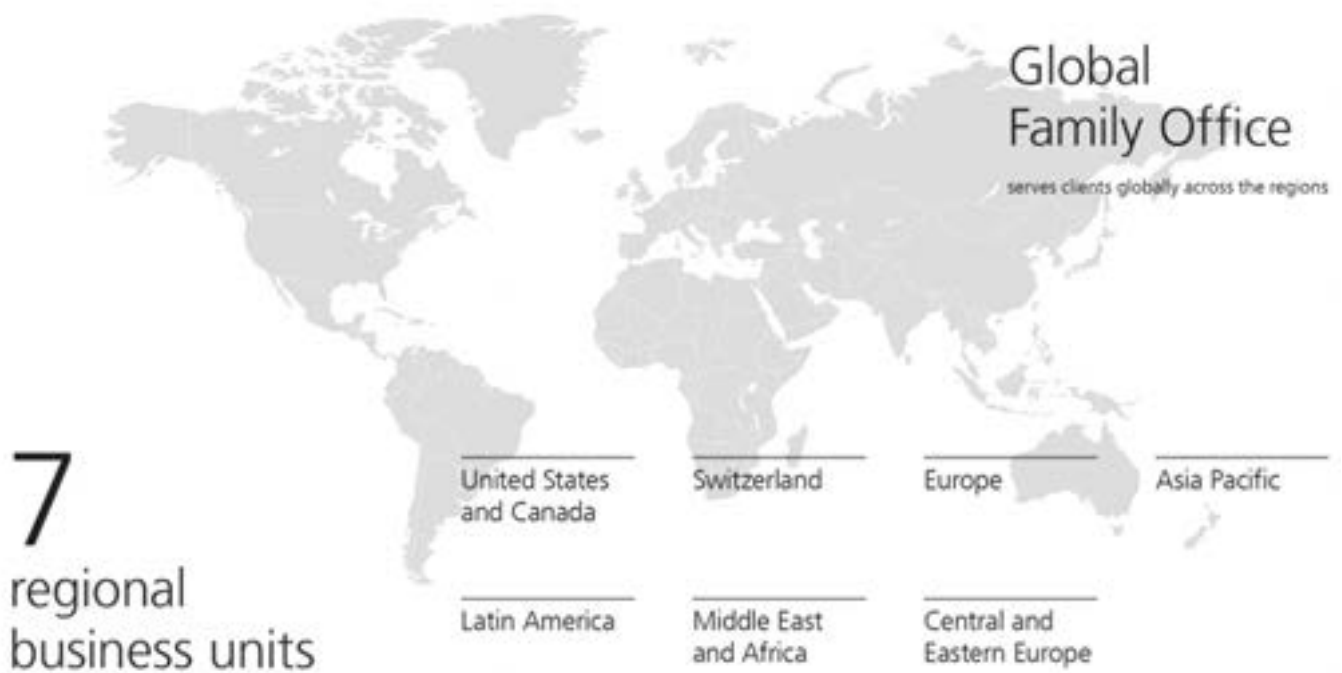 Global
Family Office
serves clients globally across the regions
7
regional
business units
United States
and Canada
Switzerland
Europe
Asia Pacific
Latin America
Middle East
and Africa
Central and
Eastern Europe